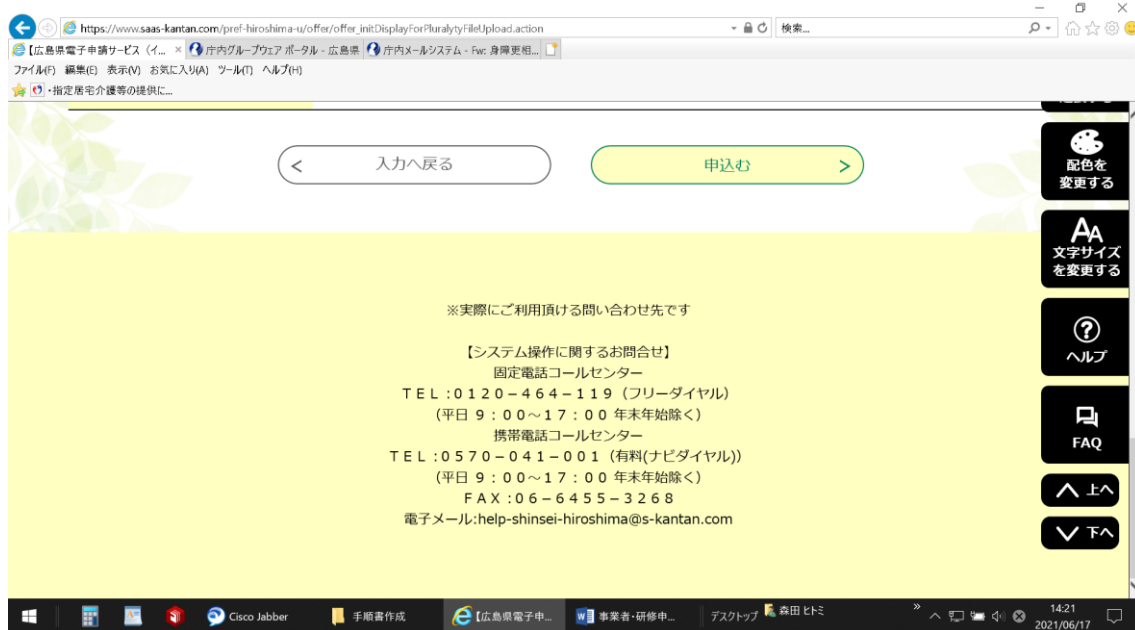 https://www.saas-kantan.com/pref-hiroshima-u/offer/offer_initDisplayForPluralytyFileUpload.action
検索...
【広島県電子申請サービス（イ...
庁内グループウェア ポータル - 広島県
庁内メールシステム - Fw: 身障更相...
ファイル(F) 編集(E) 表示(V) お気に入り(A) ツール(T) ヘルプ(H)
・指定居宅介護等の提供に...
< 入力へ戻る
申込む >
配色を
変更する
AA
文字サイズ
を変更する
?
ヘルプ
FAQ
上へ
下へ
※実際にご利用頂ける問い合わせ先です
【システム操作に関するお問合せ】
固定電話コールセンター
ＴＥＬ:０１２０－４６４－１１９（フリーダイヤル）
（平日 ９：００～１７：００ 年末年始除く）
携帯電話コールセンター
ＴＥＬ:０５７０－０４１－００１（有料(ナビダイヤル)）
（平日 ９：００～１７：００ 年末年始除く）
ＦＡＸ:０６－６４５５－３２６８
電子メール:help-shinsei-hiroshima@s-kantan.com
Cisco Jabber
手順書作成
【広島県電子申...
事業者・研修申...
デスクトップ
森田 ヒトミ
14:21
2021/06/17